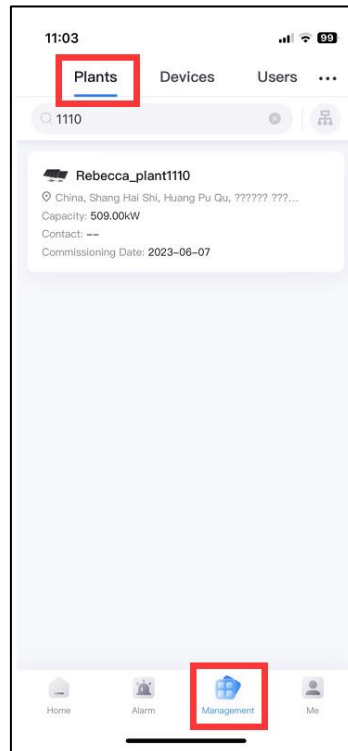 11:03
99
Plants Devices Users ...
1110
Rebecca_plant1110
China, Shang Hai Shi, Huang Pu Qu, ?????? ???...
Capacity: 509.00kW
Contact: --
Commissioning Date: 2023-06-07
Home Alarm Management Me